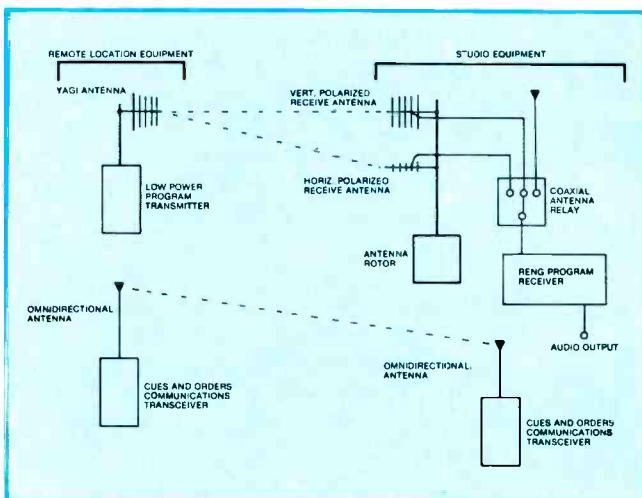 REMOTE LOCATION EQUIPMENT
STUDIO EQUIPMENT
YAGI ANTENNA
VERT. POLARIZED
RECEIVE ANTENNA
HORIZ. POLARIZED
RECEIVE ANTENNA
LOW POWER
PROGRAM
TRANSMITTER
COAXIAL
ANTENNA
RELAY
ANTENNA
ROTOR
RENG PROGRAM
RECEIVER
AUDIO OUTPUT
OMNIDIRECTIONAL
ANTENNA
OMNIDIRECTIONAL.
ANTENNA
CUES AND ORDERS
COMMUNICATIONS
TRANSCEIVER
CUES AND ORDERS
COMMUNICATIONS
TRANSCEIVER